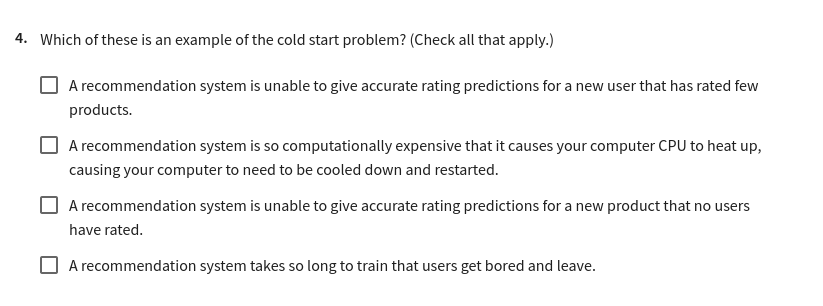 4. Which of these is an example of the cold start problem? (Check all that apply.)
A recommendation system is unable to give accurate rating predictions for a new user that has rated few
products.
A recommendation system is so computationally expensive that it causes your computer CPU to heat up,
causing your computer to need to be cooled down and restarted.
A recommendation system is unable to give accurate rating predictions for a new product that no users
have rated.
A recommendation system takes so long to train that users get bored and leave.